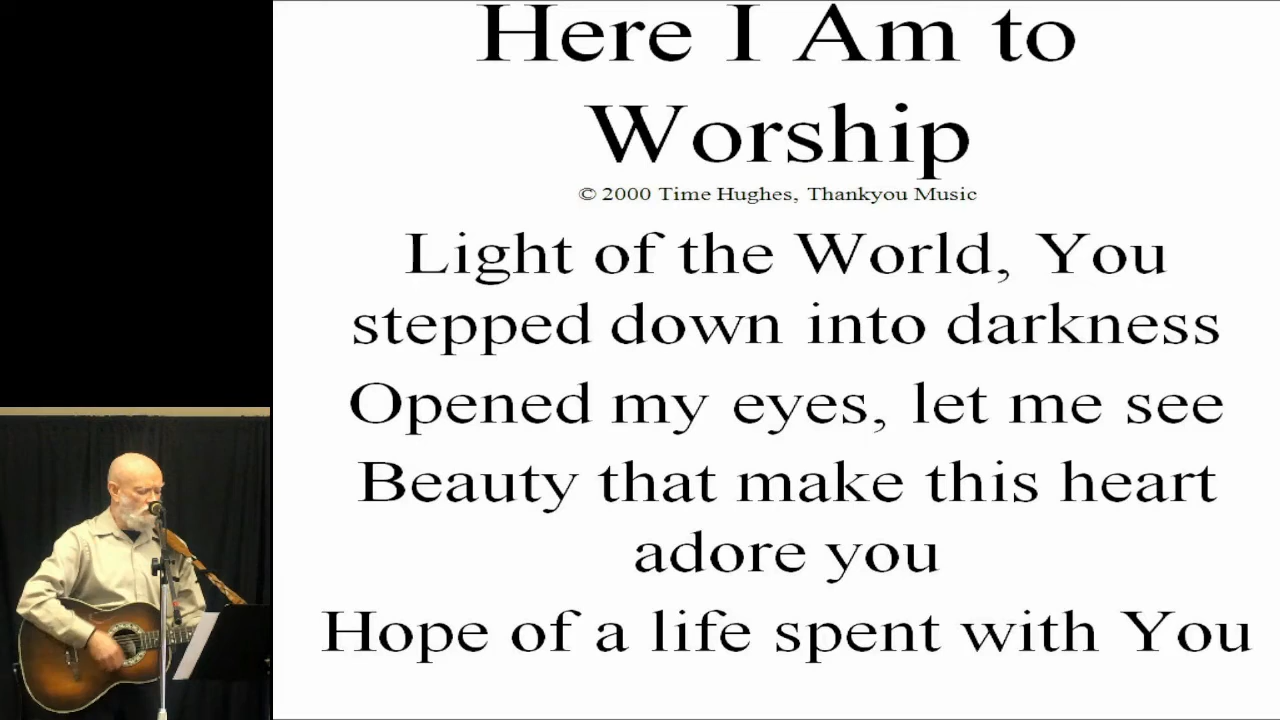 Here I Am to
Worship
© 2000 Time Hughes, Thankyou Music
Light of the World, You
stepped down into darkness
Opened my eyes, let me see
Beauty that make this heart
adore you
Hope of a life spent with You